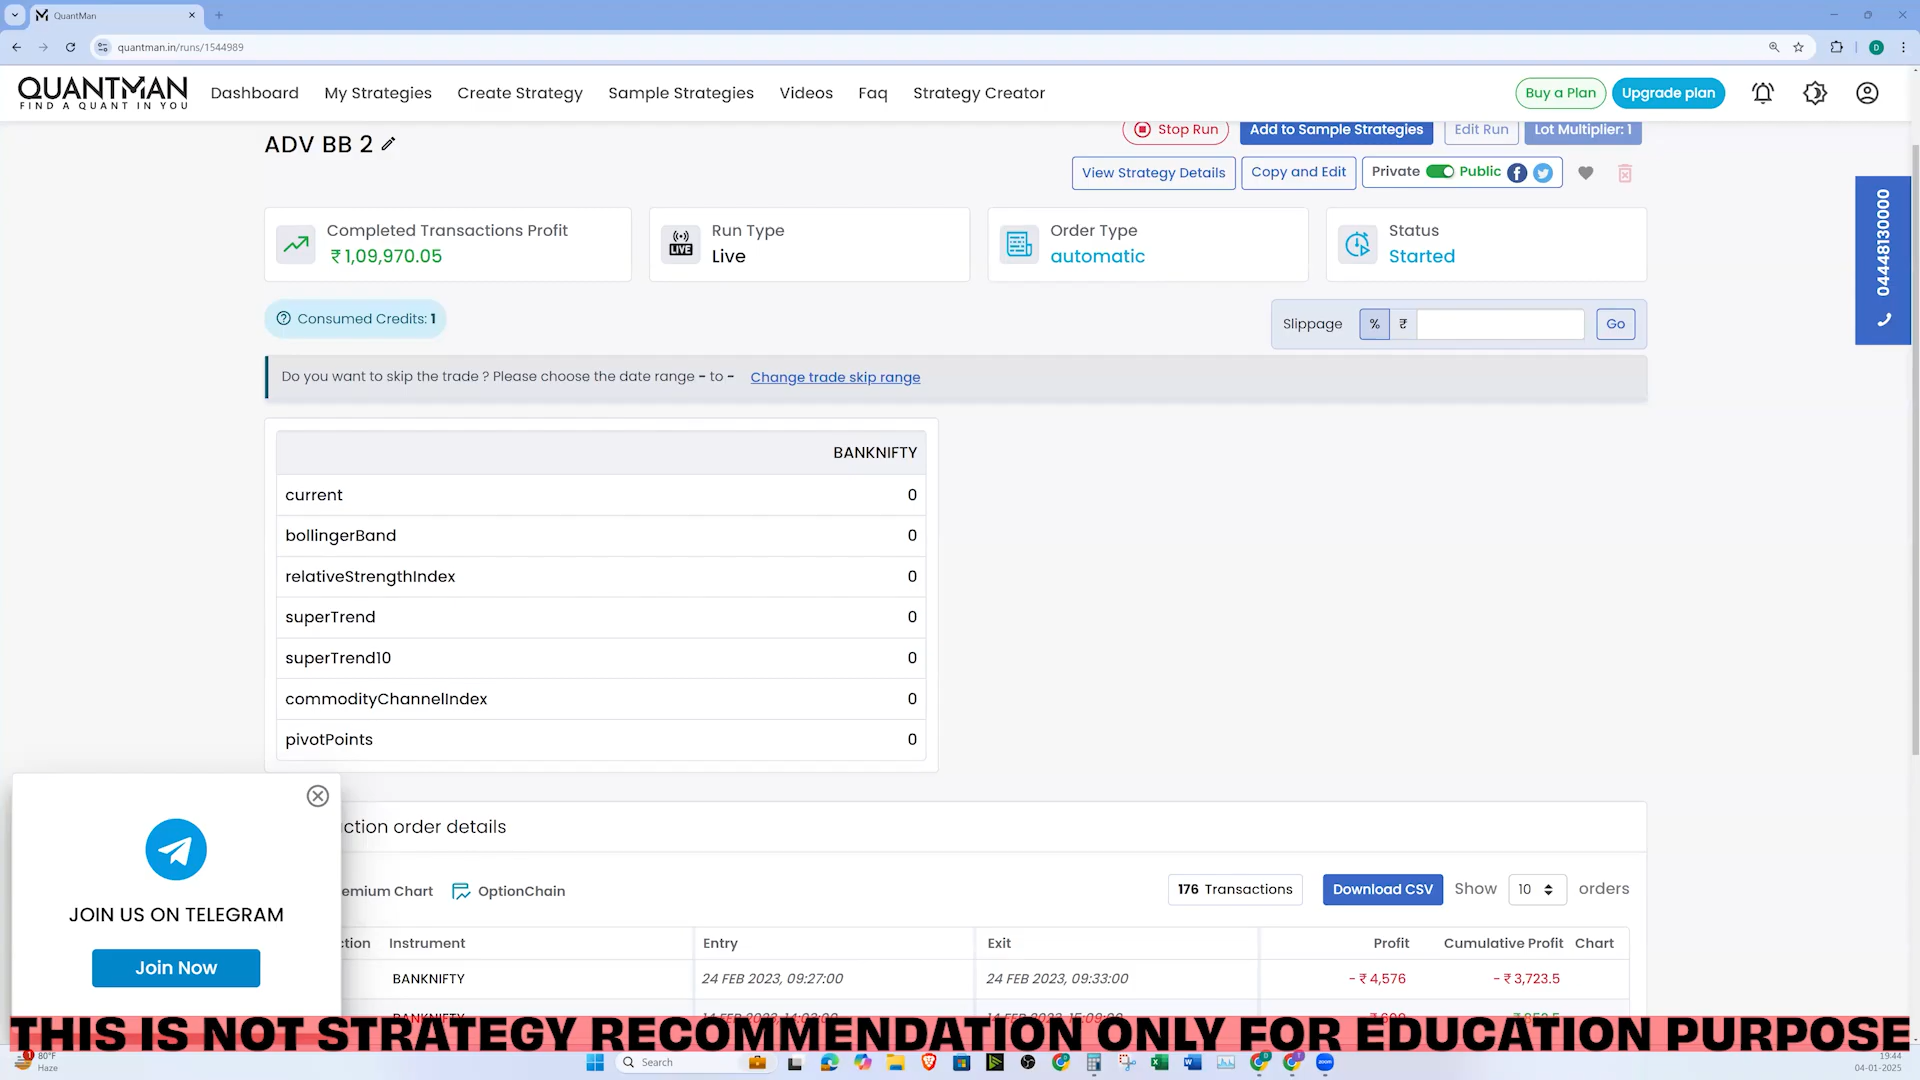 QuantMan
quantman.in/runs/1544989
D
QUANTMAN
FIND A QUANT IN YOU
Dashboard
My Strategies
Create Strategy
Sample Strategies
Videos
Faq
Strategy Creator
Buy a Plan
Upgrade plan
ADV BB 2
Stop Run
Add to Sample Strategies
Edit Run
Lot Multiplier: 1
View Strategy Details
Copy and Edit
Private
Public
04448130000
Completed Transactions Profit
₹ 1,09,970.05
LIVE
Run Type
Live
Order Type
automatic
Status
Started
Consumed Credits: 1
Slippage
%
₹
Go
Do you want to skip the trade ? Please choose the date range - to -
Change trade skip range
BANKNIFTY
current 0
bollingerBand 0
relativeStrengthIndex 0
superTrend 0
superTrend10 0
commodityChannelIndex 0
pivotPoints 0
JOIN US ON TELEGRAM
Join Now
ction order details
emium Chart
OptionChain
176 Transactions
Download CSV
Show
10
orders
ction
Instrument
Entry
Exit
Profit
Cumulative Profit
Chart
BANKNIFTY
24 FEB 2023, 09:27:00
24 FEB 2023, 09:33:00
- ₹ 4,576
- ₹ 3,723.5
THIS IS NOT STRATEGY RECOMMENDATION ONLY FOR EDUCATION PURPOSE
1
80°F
Haze
Search
zoom
19:44
04-01-2025